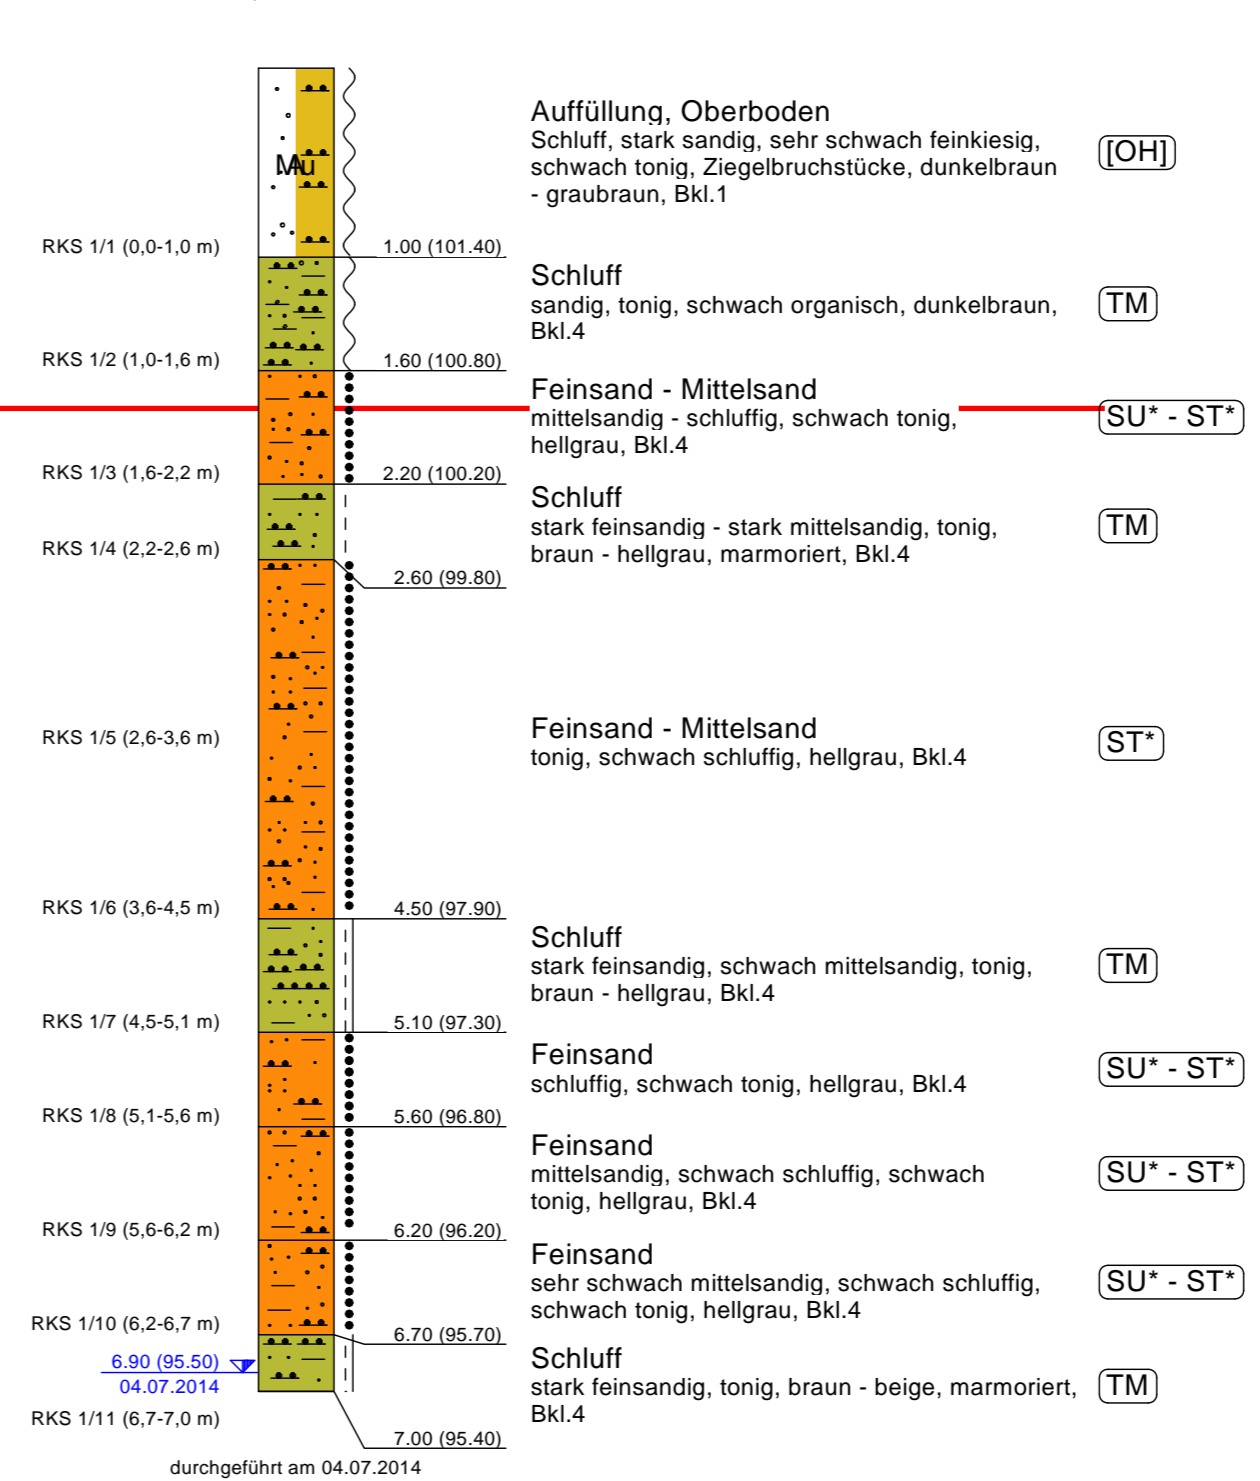 Auffüllung, Oberboden
Schluff, stark sandig, sehr schwach feinkiesig,
schwach tonig, Ziegelbruchstücke, dunkelbraun
- graubraun, Bkl.1
[OH]
Mu
A
RKS 1/1 (0,0-1,0 m)
1.00 (101.40)
Schluff
sandig, tonig, schwach organisch, dunkelbraun,
Bkl.4
TM
RKS 1/2 (1,0-1,6 m)
1.60 (100.80)
Feinsand - Mittelsand
mittelsandig - schluffig, schwach tonig,
hellgrau, Bkl.4
SU* - ST*
RKS 1/3 (1,6-2,2 m)
2.20 (100.20)
Schluff
stark feinsandig - stark mittelsandig, tonig,
braun - hellgrau, marmoriert, Bkl.4
TM
RKS 1/4 (2,2-2,6 m)
2.60 (99.80)
Feinsand - Mittelsand
tonig, schwach schluffig, hellgrau, Bkl.4
ST*
RKS 1/5 (2,6-3,6 m)
RKS 1/6 (3,6-4,5 m)
4.50 (97.90)
Schluff
stark feinsandig, schwach mittelsandig, tonig,
braun - hellgrau, Bkl.4
TM
RKS 1/7 (4,5-5,1 m)
5.10 (97.30)
Feinsand
schluffig, schwach tonig, hellgrau, Bkl.4
SU* - ST*
RKS 1/8 (5,1-5,6 m)
5.60 (96.80)
Feinsand
mittelsandig, schwach schluffig, schwach
tonig, hellgrau, Bkl.4
SU* - ST*
RKS 1/9 (5,6-6,2 m)
6.20 (96.20)
Feinsand
sehr schwach mittelsandig, schwach schluffig,
schwach tonig, hellgrau, Bkl.4
SU* - ST*
RKS 1/10 (6,2-6,7 m)
6.70 (95.70)
6.90 (95.50)
04.07.2014
Schluff
stark feinsandig, tonig, braun - beige, marmoriert,
Bkl.4
TM
RKS 1/11 (6,7-7,0 m)
7.00 (95.40)
durchgeführt am 04.07.2014